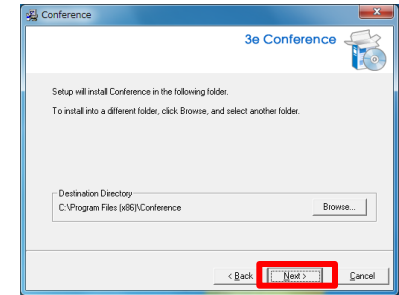 Conference
3e Conference
Setup will install Conference in the following folder.
To install into a different folder, click Browse, and select another folder.
Destination Directory
C:\Program Files (x86)\Conference
Browse...
< Back
Next >
Cancel